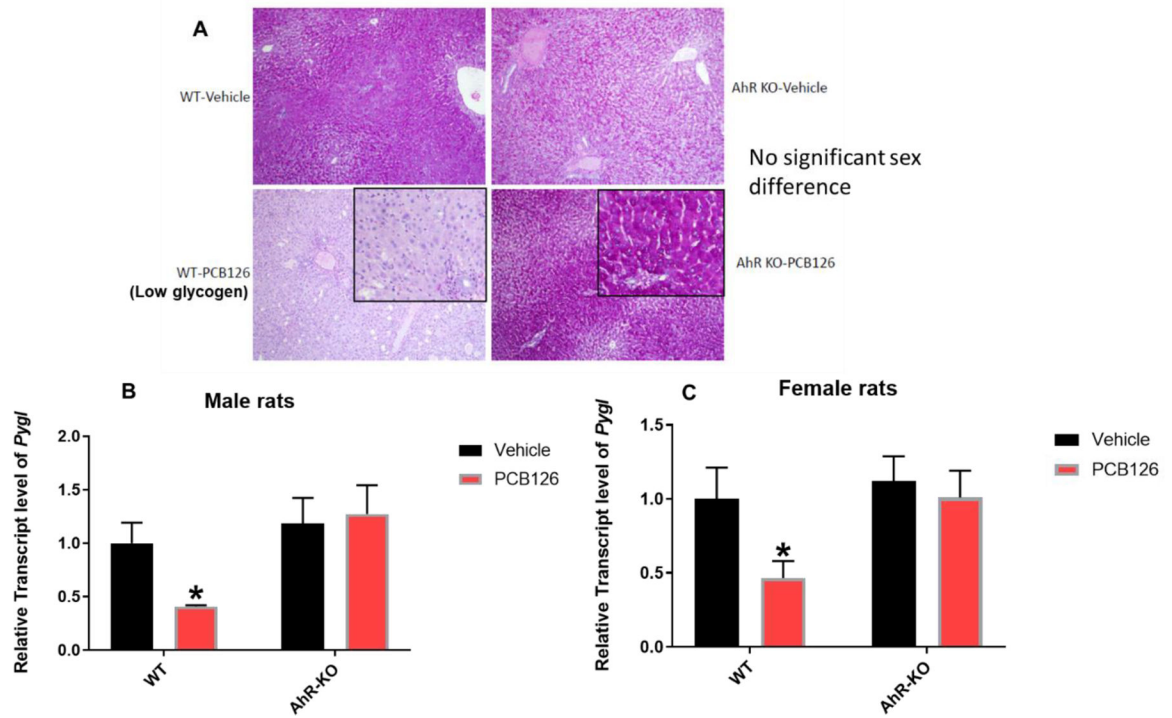 A
WT-Vehicle
AhR KO-Vehicle
No significant sex
difference
WT-PCB126
(Low glycogen)
AhR KO-PCB126
B
Male rats
Relative Transcript level of Pygl
2.0
1.5
1.0
0.5
0.0
*
WT
AhR-KO
Vehicle
PCB126
C
Female rats
Relative Transcript level of Pygl
1.5
1.0
0.5
0.0
*
WT
AhR-KO
Vehicle
PCB126